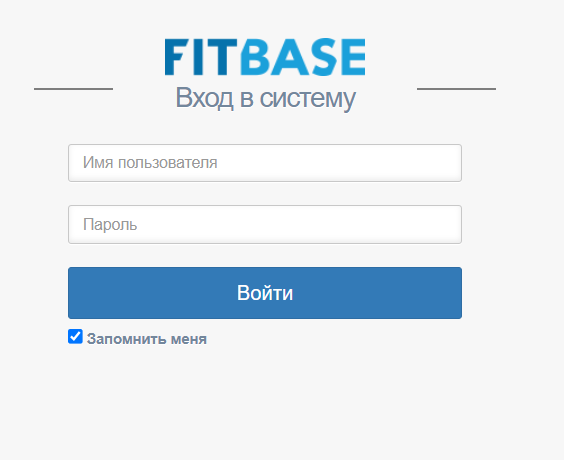 FITBASE
Вход в систему
Имя пользователя
Пароль
Войти
Запомнить меня